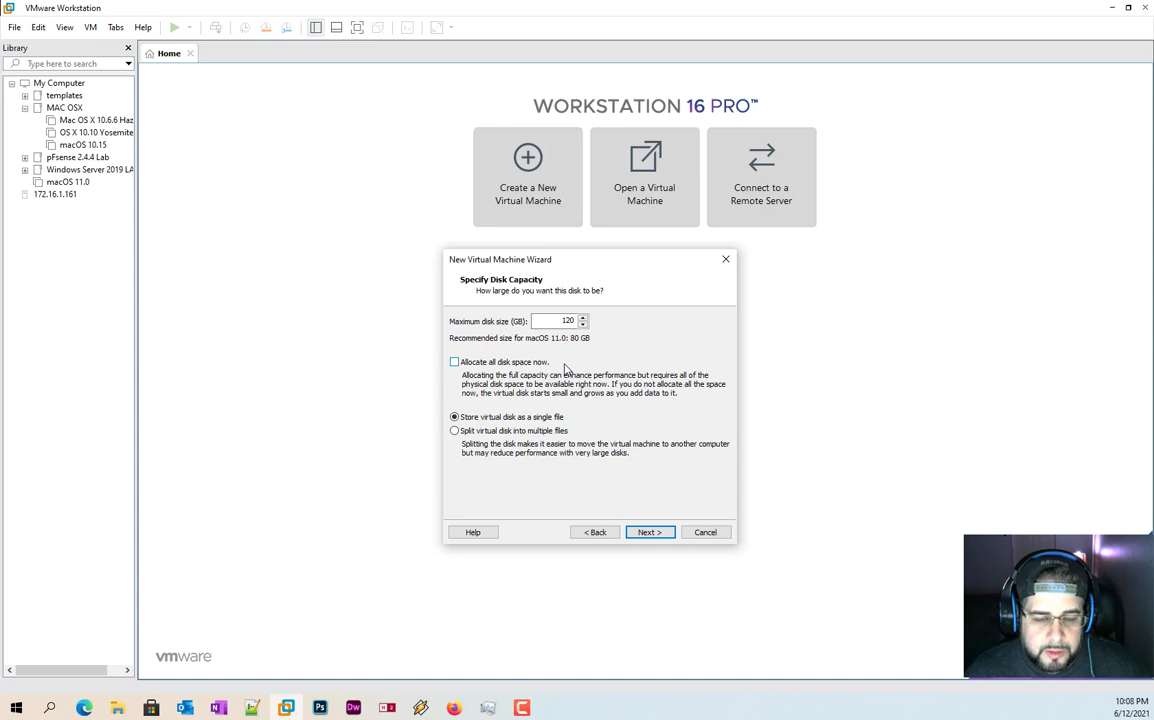 VMware Workstation
File Edit View VM Tabs Help
Library
Type here to search
Home
My Computer
templates
MAC OSX
Mac OS X 10.6.6 Haz
OS X 10.10 Yosemite
macOS 10.15
pFsense 2.4.4 Lab
Windows Server 2019 LA
macOS 11.0
172.16.1.161
WORKSTATION 16 PRO™
Create a New
Virtual Machine
Open a Virtual
Machine
Connect to a
Remote Server
New Virtual Machine Wizard
Specify Disk Capacity
How large do you want this disk to be?
Maximum disk size (GB): 120
Recommended size for macOS 11.0: 80 GB
Allocate all disk space now.
Allocating the full capacity can enhance performance but requires all of the
physical disk space to be available right now. If you do not allocate all the space
now, the virtual disk starts small and grows as you add data to it.
Store virtual disk as a single file
Split virtual disk into multiple files
Splitting the disk makes it easier to move the virtual machine to another computer
but may reduce performance with very large disks.
Help < Back Next > Cancel
vmware
10:08 PM
6/12/2021